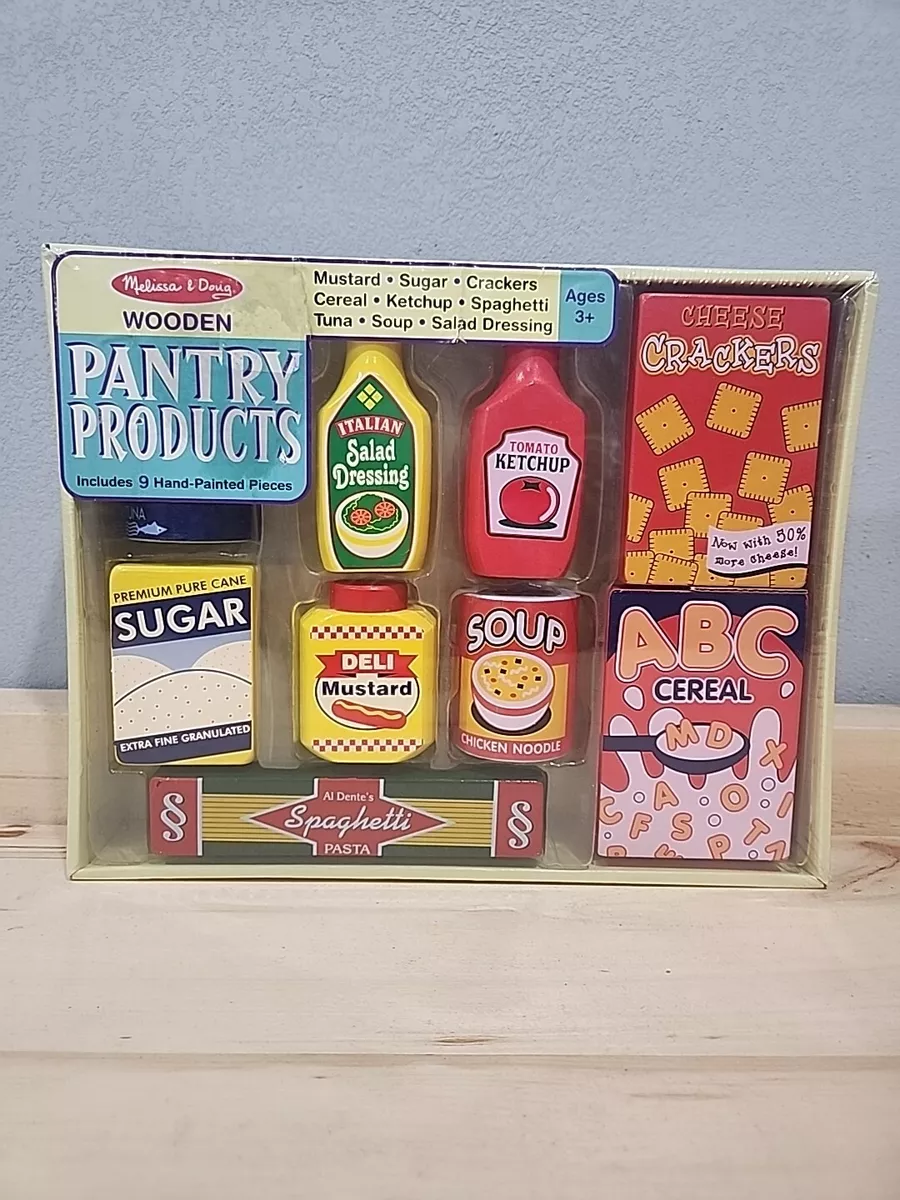 Melissa & Doug
WOODEN
PANTRY
PRODUCTS
Includes 9 Hand-Painted Pieces
Mustard • Sugar • Crackers
Cereal • Ketchup • Spaghetti
Tuna • Soup • Salad Dressing
Ages
3+
CHEESE
CRACKERS
Now with 50%
more cheese!
ITALIAN
Salad
Dressing
TOMATO
KETCHUP
PREMIUM PURE CANE
SUGAR
EXTRA FINE GRANULATED
DELI
Mustard
SOUP
CHICKEN NOODLE
ABC
CEREAL
M D X
A O I
C F S P T
Al Dente's
§ Spaghetti §
PASTA